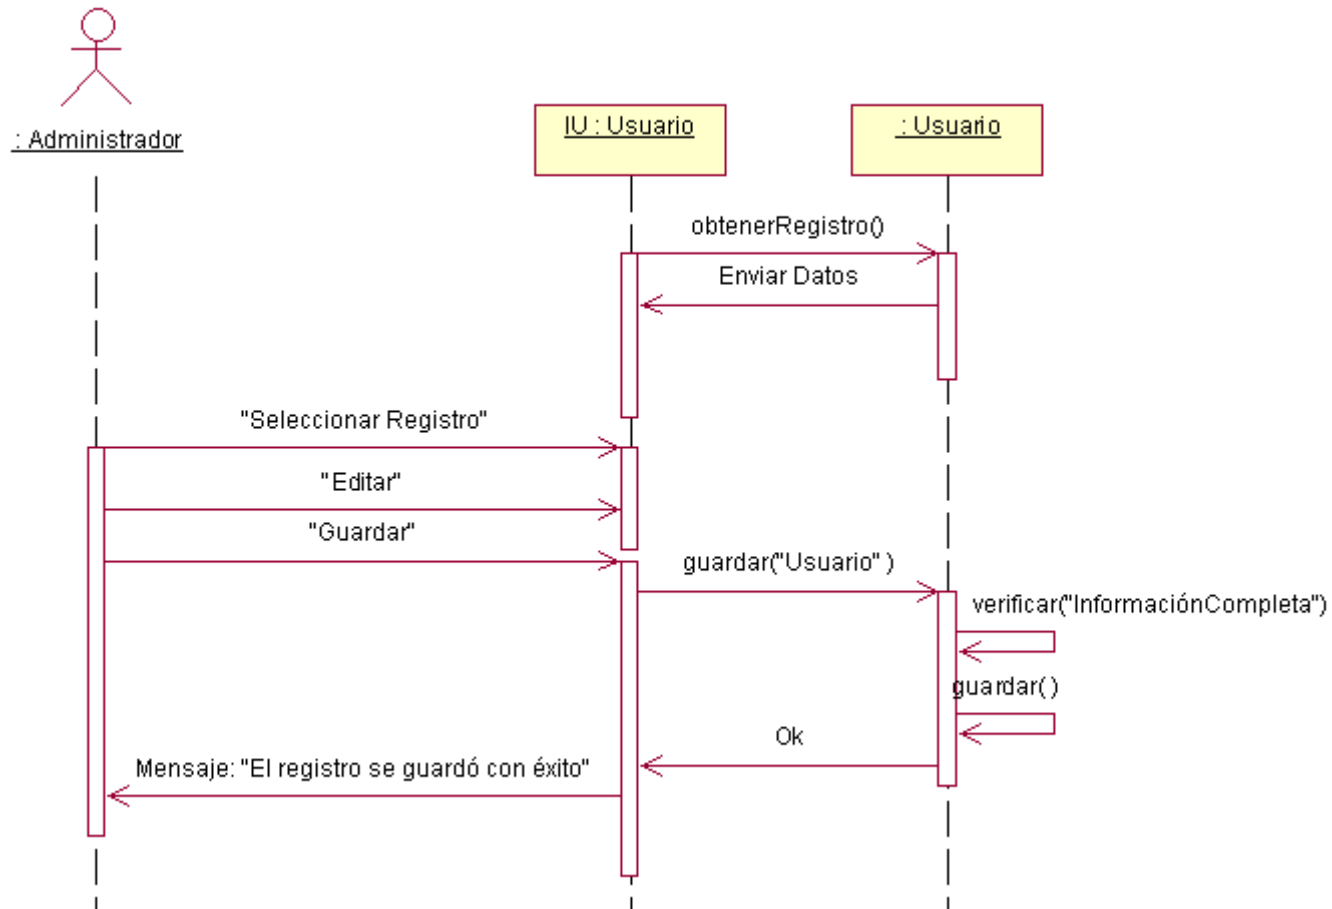 : Administrador
IU : Usuario
: Usuario
obtenerRegistro()
Enviar Datos
"Seleccionar Registro"
"Editar"
"Guardar"
guardar("Usuario" )
verificar("InformaciónCompleta")
guardar( )
Ok
Mensaje: "El registro se guardó con éxito"